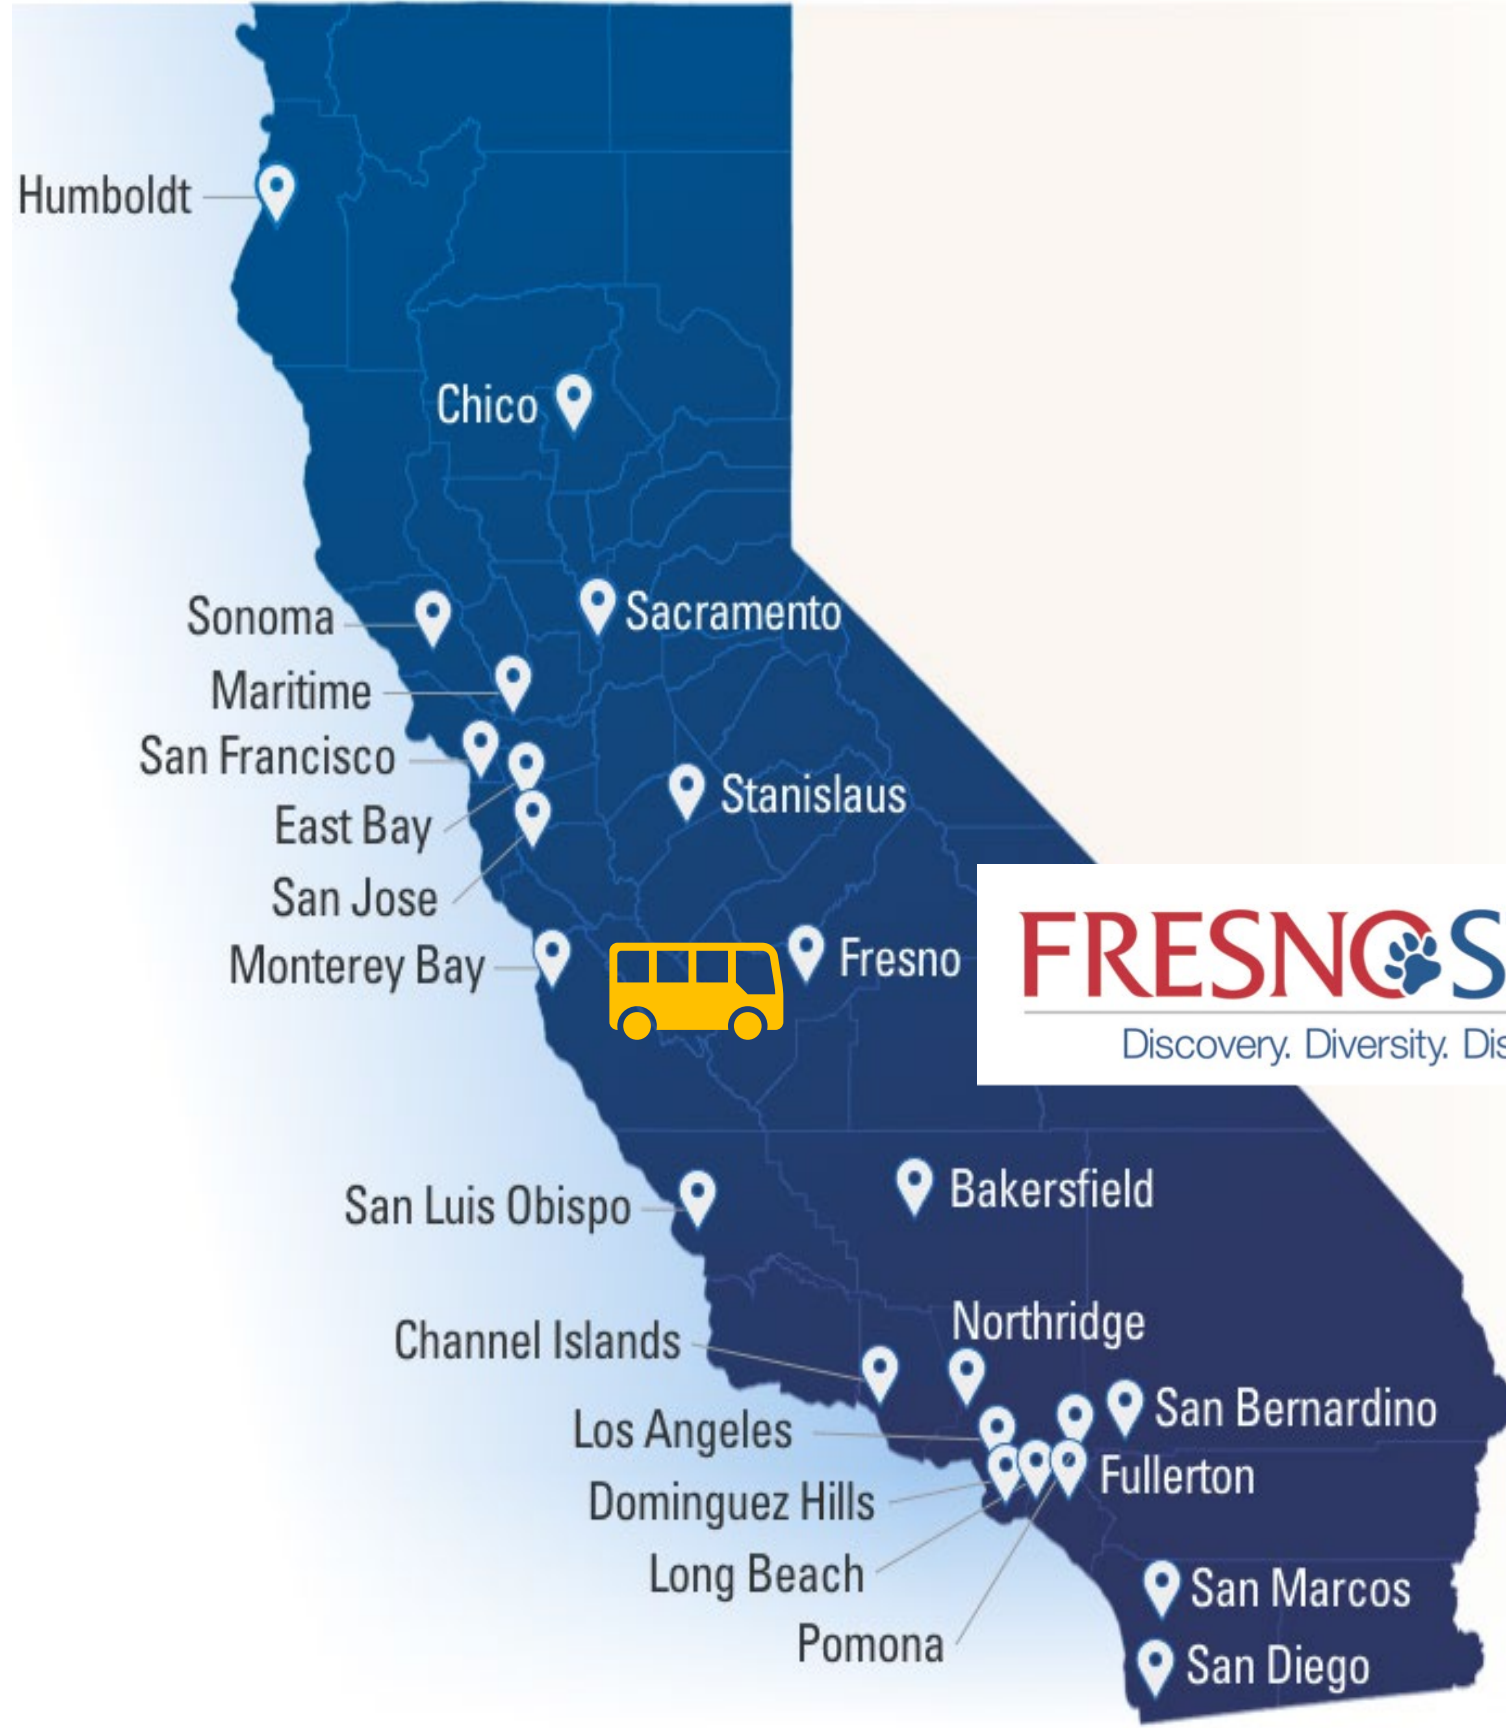 Humboldt
Chico
Sonoma
Sacramento
Maritime
San Francisco
Stanislaus
East Bay
San Jose
Monterey Bay
Fresno
FRESNO S
Discovery. Diversity. Dis
San Luis Obispo
Bakersfield
Northridge
Channel Islands
San Bernardino
Los Angeles
Fullerton
Dominguez Hills
Long Beach
San Marcos
Pomona
San Diego